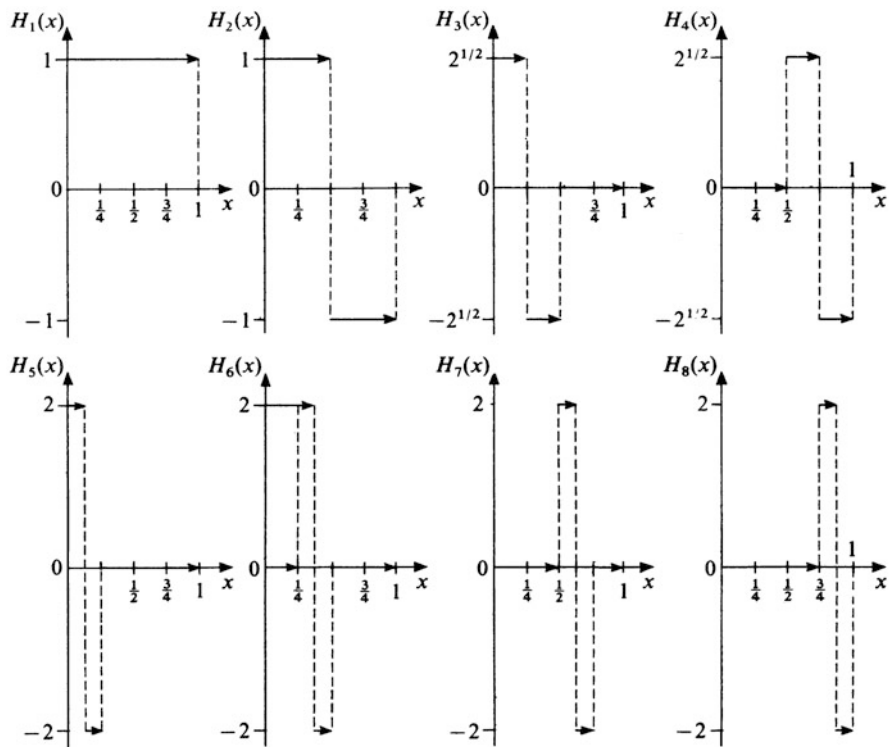 H₁(x) H₂(x) H₃(x) H₄(x)
1 1 2^{1/2} 2^{1/2}
1
0 1/4 1/2 3/4 1 x 0 1/4 3/4 x 0 3/4 1 x 0 1/4 1/2 x
−1 −1 −2^{1/2} −2^{1/2}
H₅(x) H₆(x) H₇(x) H₈(x)
2 2 2 2
1
0 1/2 3/4 1 x 0 1/4 3/4 1 x 0 1/4 1/2 1 x 0 1/4 1/2 3/4 x
−2 −2 −2 −2